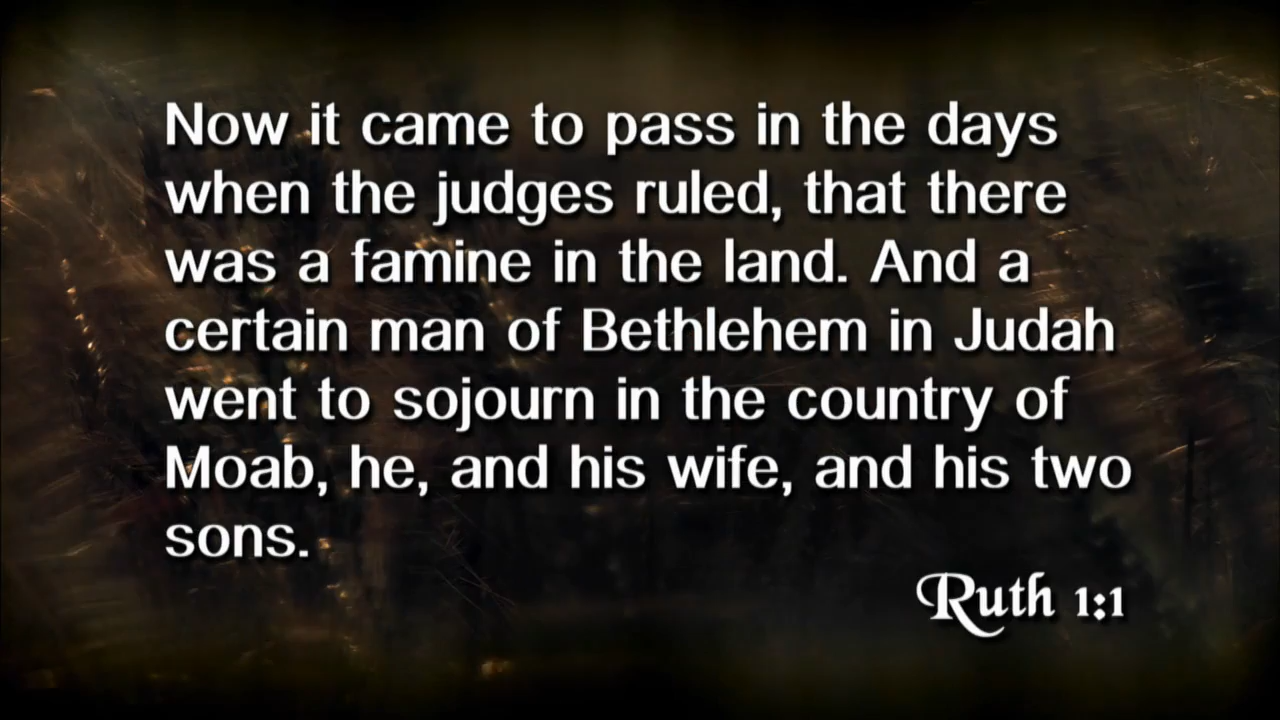 Now it came to pass in the days
when the judges ruled, that there
was a famine in the land. And a
certain man of Bethlehem in Judah
went to sojourn in the country of
Moab, he, and his wife, and his two
sons.
Ruth 1:1